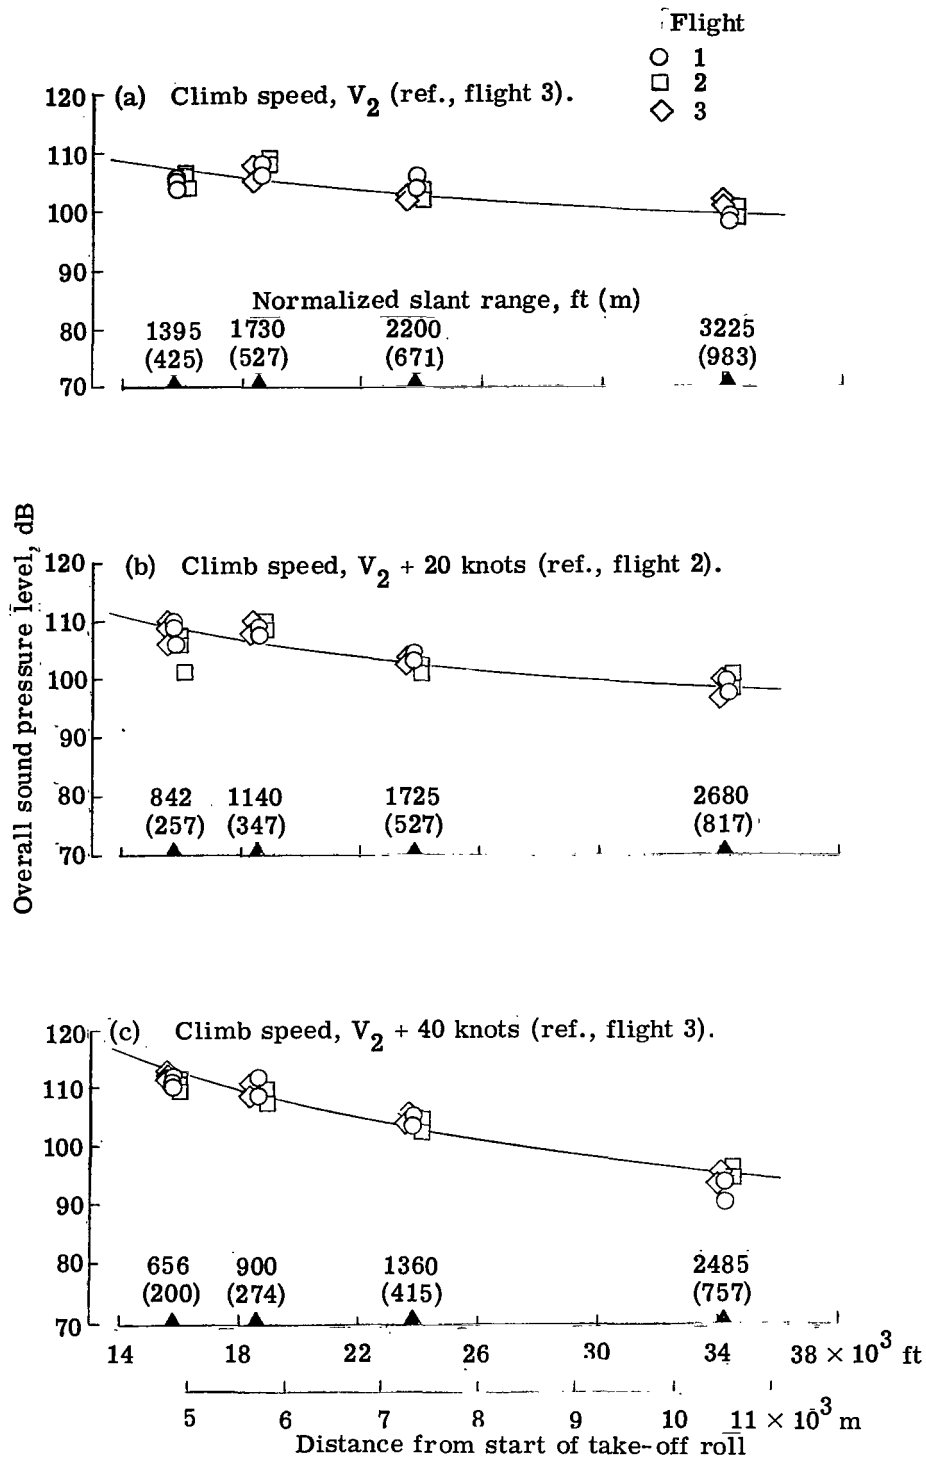 Flight
1
2
3
(a) Climb speed, V2 (ref., flight 3).
120
110
100
90
80
70
Normalized slant range, ft (m)
1395 1730 2200 3225
(425) (527) (671) (983)
Overall sound pressure level, dB
(b) Climb speed, V2 + 20 knots (ref., flight 2).
120
110
100
90
80
70
842 1140 1725 2680
(257) (347) (527) (817)
(c) Climb speed, V2 + 40 knots (ref., flight 3).
120
110
100
90
80
70
656 900 1360 2485
(200) (274) (415) (757)
14 18 22 26 30 34 38 × 10³ ft
5 6 7 8 9 10 11 × 10³ m
Distance from start of take-off roll